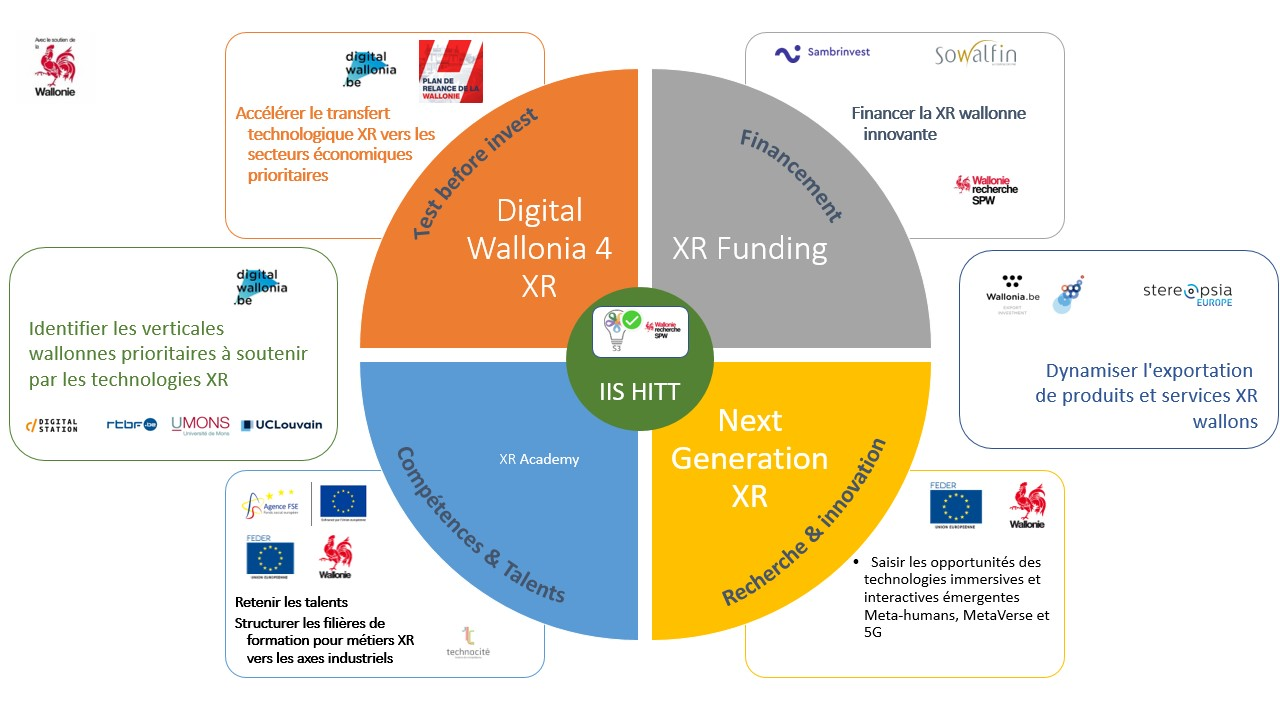 Avec le soutien de
la
Wallonie
digital
wallonia
.be
PLAN DE
RELANCE DE LA
WALLONIE
Accélérer le transfert
technologique XR vers les
secteurs économiques
prioritaires
Test before invest
Digital
Wallonia 4
XR
Sambrinvest
Sowalfin
Financer la XR wallonne
innovante
Wallonie
recherche
SPW
Financement
XR Funding
digital
wallonia
.be
Identifier les verticales
wallonnes prioritaires à soutenir
par les technologies XR
DIGITAL
STATION
rtbf.be
UMONS
Université de Mons
UCLouvain
S3
Wallonie
recherche
SPW
IIS HITT
Wallonia.be
EXPORT
INVESTMENT
stereopsia
EUROPE
Dynamiser l'exportation
de produits et services XR
wallons
XR Academy
Compétences & Talents
Agence FSE
FEDER
UNION EUROPÉENNE
Wallonie
Retenir les talents
Structurer les filières de
formation pour métiers XR
vers les axes industriels
technocité
Next
Generation
XR
Recherche & innovation
FEDER
UNION EUROPÉENNE
Wallonie
• Saisir les opportunités des
technologies immersives et
interactives émergentes
Meta-humans, MetaVerse et
5G